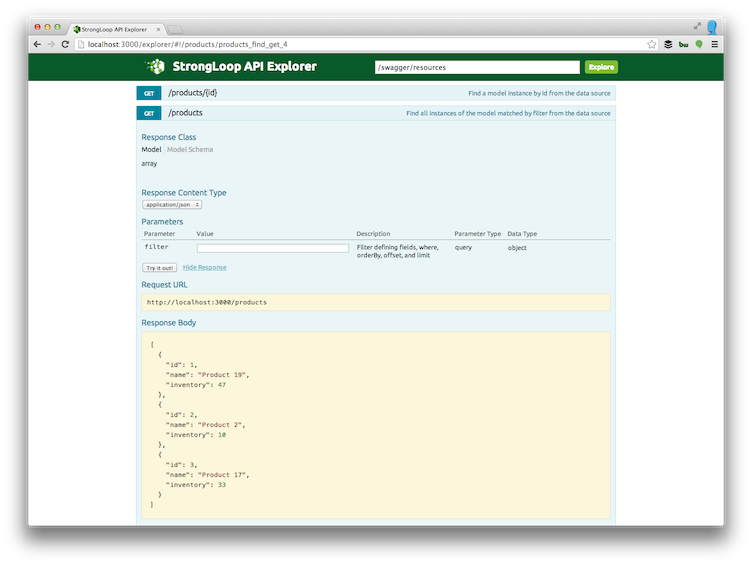 StrongLoop API Explorer
localhost:3000/explorer/#!/products/products_find_get_4
StrongLoop API Explorer
/swagger/resources
Explore
GET /products/{id} Find a model instance by id from the data source
GET /products Find all instances of the model matched by filter from the data source
Response Class
Model Model Schema
array
Response Content Type
application/json
Parameters
Parameter Value Description Parameter Type Data Type
filter Filter defining fields, where, query object
orderBy, offset, and limit
Try it out! Hide Response
Request URL
http://localhost:3000/products
Response Body
[
{
"id": 1,
"name": "Product 19",
"inventory": 47
},
{
"id": 2,
"name": "Product 2",
"inventory": 10
},
{
"id": 3,
"name": "Product 17",
"inventory": 33
}
]